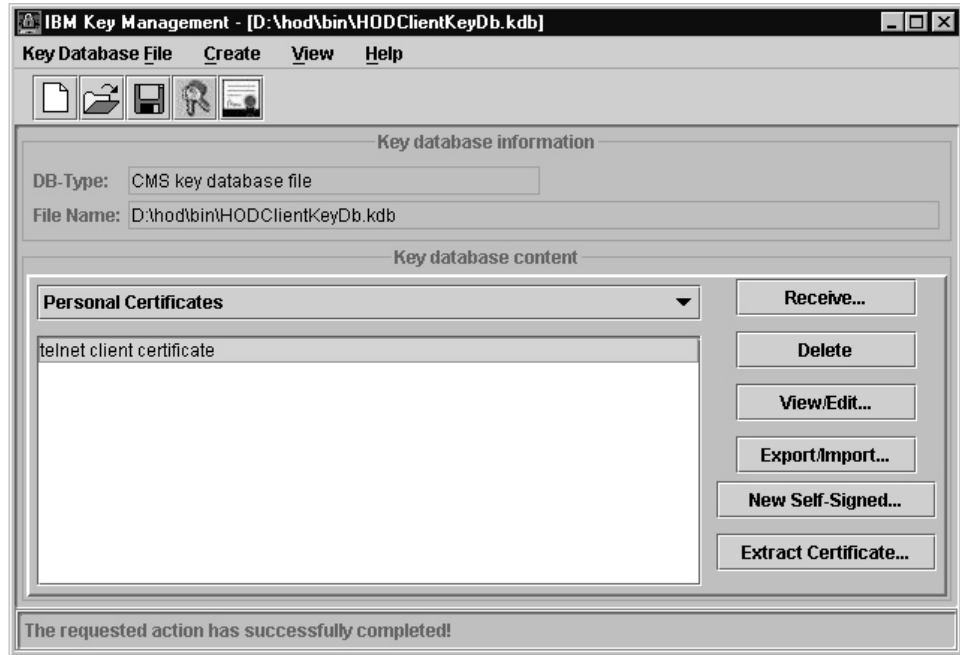 IBM Key Management - [D:\hod\bin\HODClientKeyDb.kdb]
Key Database File Create View Help
Key database information
DB-Type: CMS key database file
File Name: D:\hod\bin\HODClientKeyDb.kdb
Key database content
Personal Certificates
Receive...
telnet client certificate
Delete
View/Edit...
Export/Import...
New Self-Signed...
Extract Certificate...
The requested action has successfully completed!